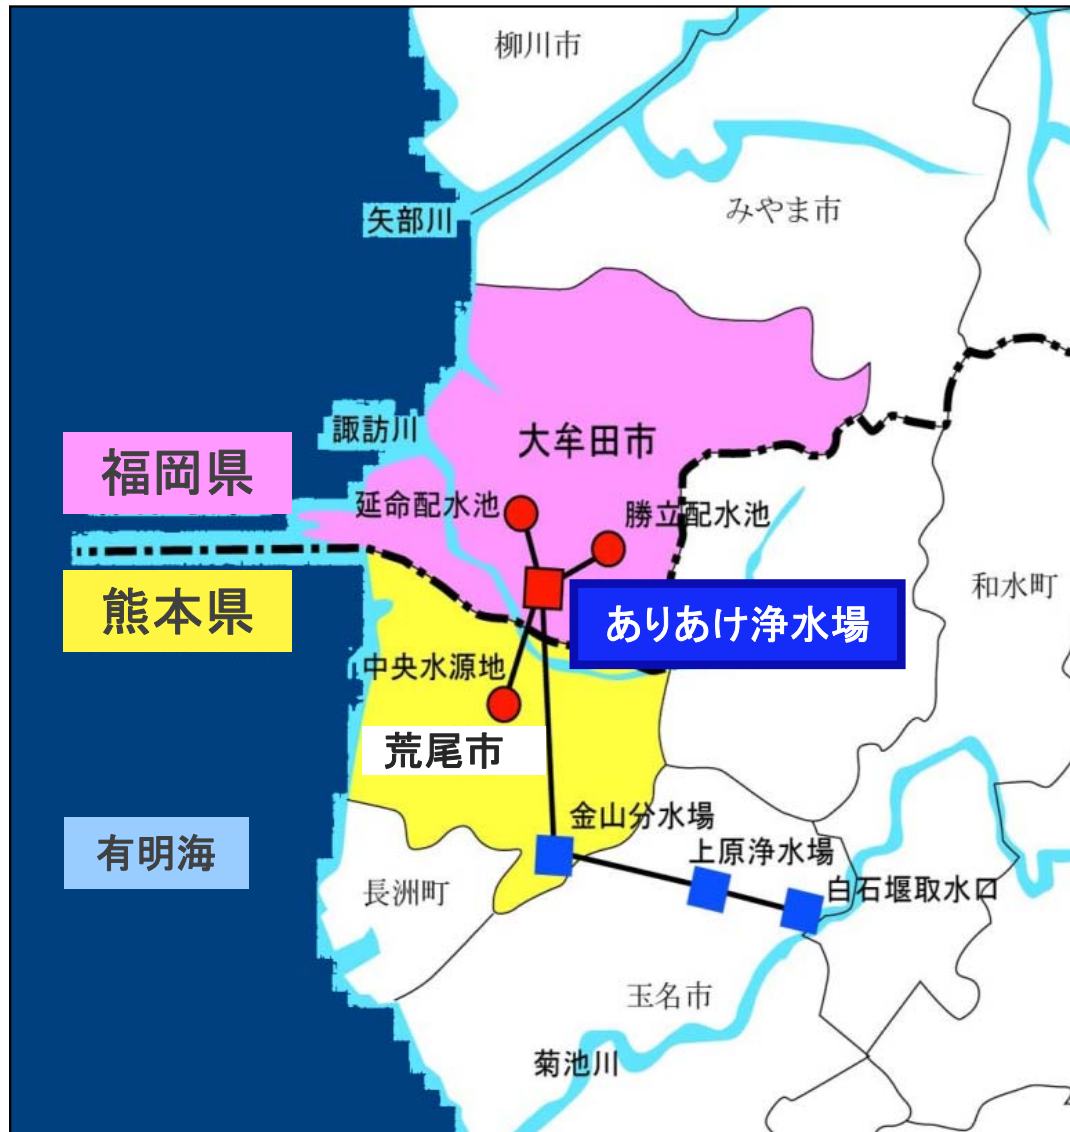 柳川市
みやま市
矢部川
諏訪川
大牟田市
福岡県
延命配水池
勝立配水池
熊本県
和水町
ありあけ浄水場
中央水源地
荒尾市
金山分水場
有明海
上原浄水場
長洲町
白石堰取水口
玉名市
菊池川